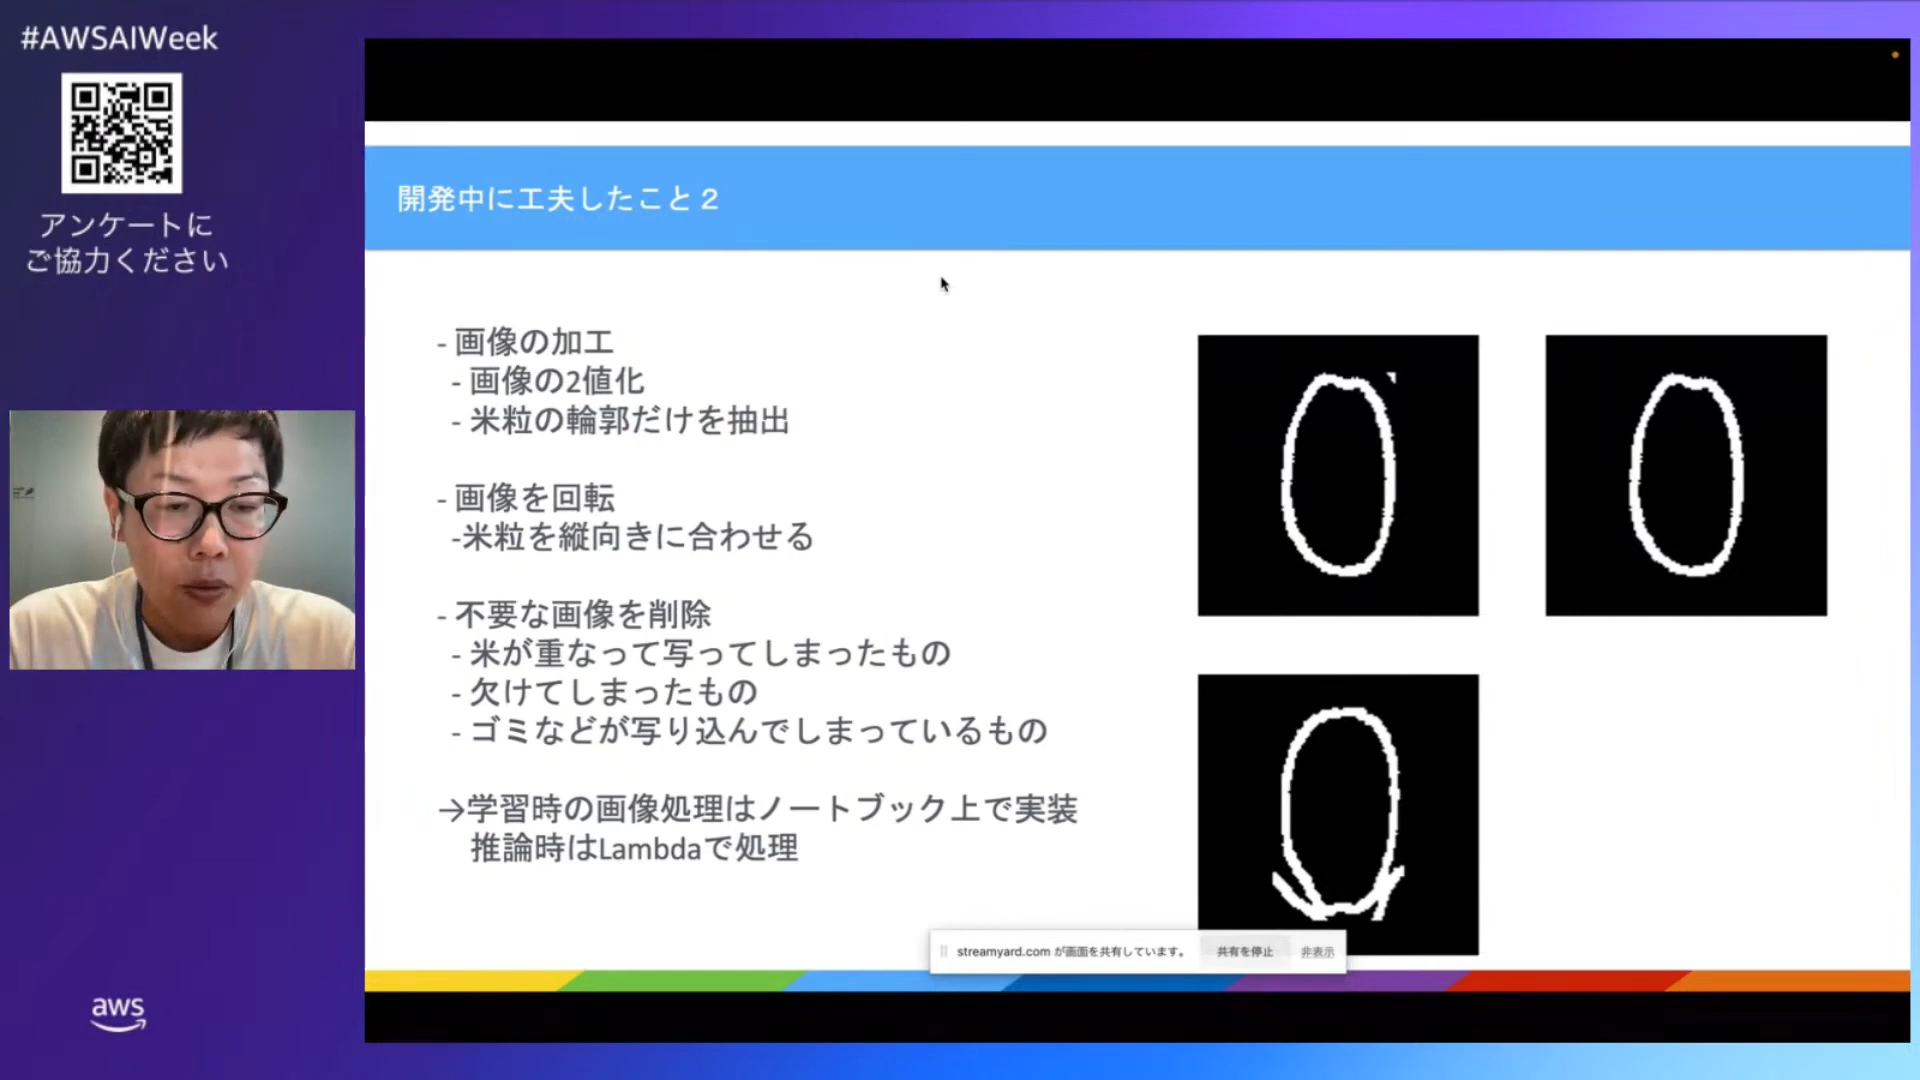 #AWSAIWeek
アンケートに
ご協力ください
開発中に工夫したこと２
- 画像の加工
- 画像の2値化
- 米粒の輪郭だけを抽出
- 画像を回転
-米粒を縦向きに合わせる
- 不要な画像を削除
- 米が重なって写ってしまったもの
- 欠けてしまったもの
- ゴミなどが写り込んでしまっているもの
→学習時の画像処理はノートブック上で実装
推論時はLambdaで処理
streamyard.com が画面を共有しています。 共有を停止 非表示
aws